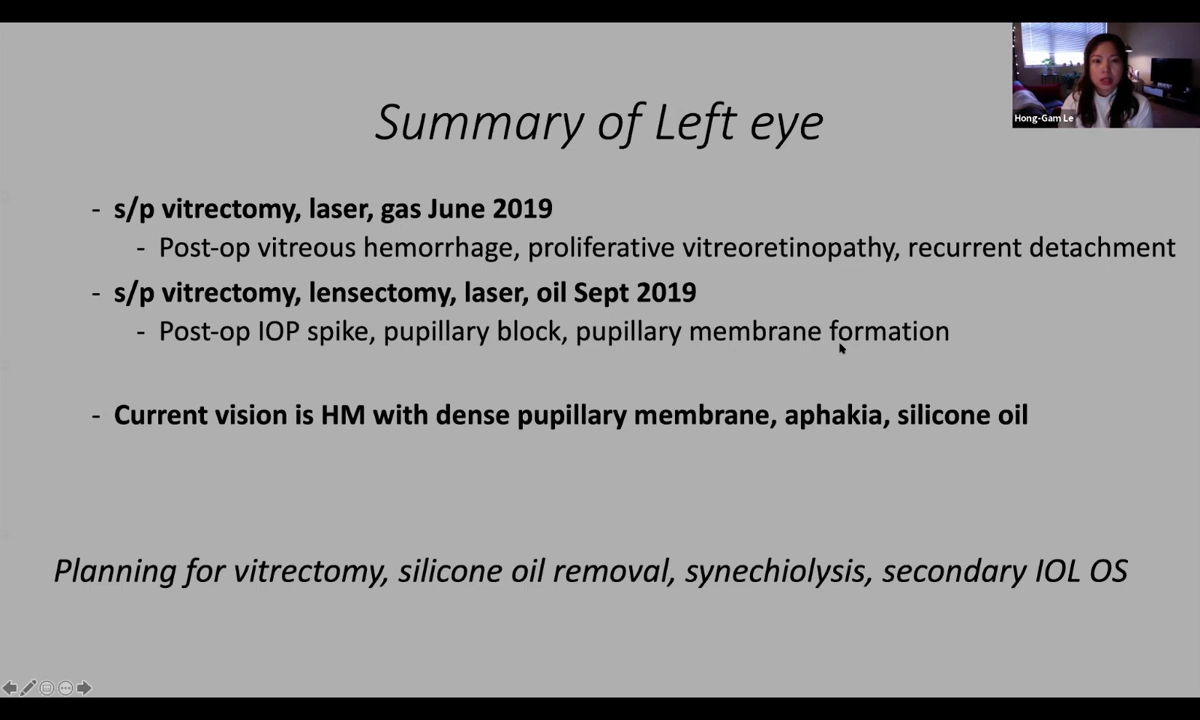 Hong-Gam Le
Summary of Left eye
- s/p vitrectomy, laser, gas June 2019
- Post-op vitreous hemorrhage, proliferative vitreoretinopathy, recurrent detachment
- s/p vitrectomy, lensectomy, laser, oil Sept 2019
- Post-op IOP spike, pupillary block, pupillary membrane formation
- Current vision is HM with dense pupillary membrane, aphakia, silicone oil
Planning for vitrectomy, silicone oil removal, synechiolysis, secondary IOL OS